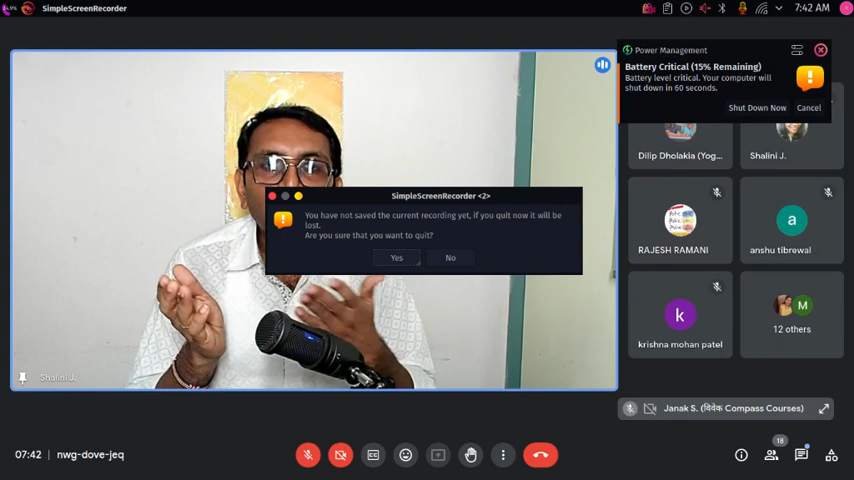 SimpleScreenRecorder
7:42 AM
Power Management
Battery Critical (15% Remaining)
Battery level critical. Your computer will
shut down in 60 seconds.
Shut Down Now
Cancel
Dilip Dholakia (Yog...
Shalini J.
SimpleScreenRecorder <2>
You have not saved the current recording yet, if you quit now it will be
lost.
Are you sure that you want to quit?
Yes
No
RAJESH RAMANI
a
anshu tibrewal
k
krishna mohan patel
M
12 others
Shalini J.
Janak S. (विवेक Compass Courses)
07:42
nwg-dove-jeq
18